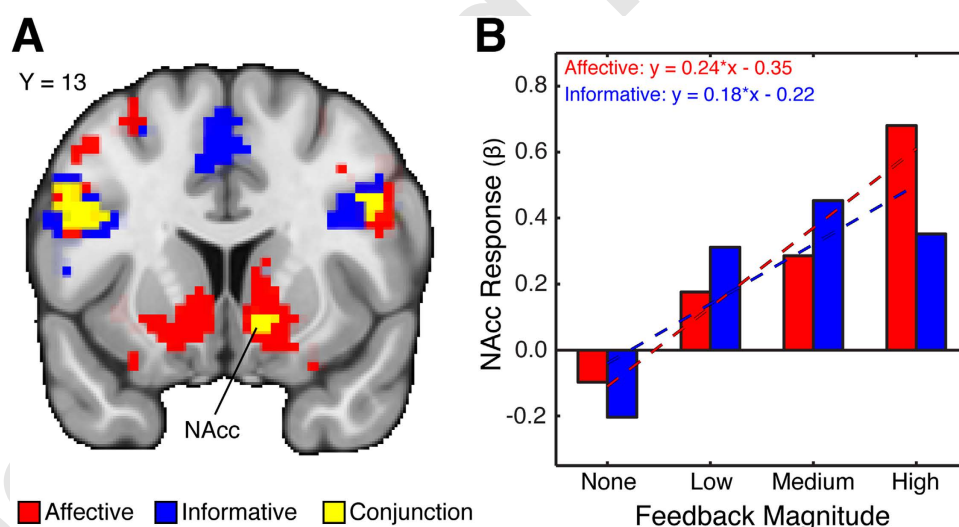 A
Y = 13
NAcc
Affective
Informative
Conjunction
B
Affective: y = 0.24*x - 0.35
Informative: y = 0.18*x - 0.22
NAcc Response (β)
0.8
0.6
0.4
0.2
0.0
-0.2
None
Low
Medium
High
Feedback Magnitude